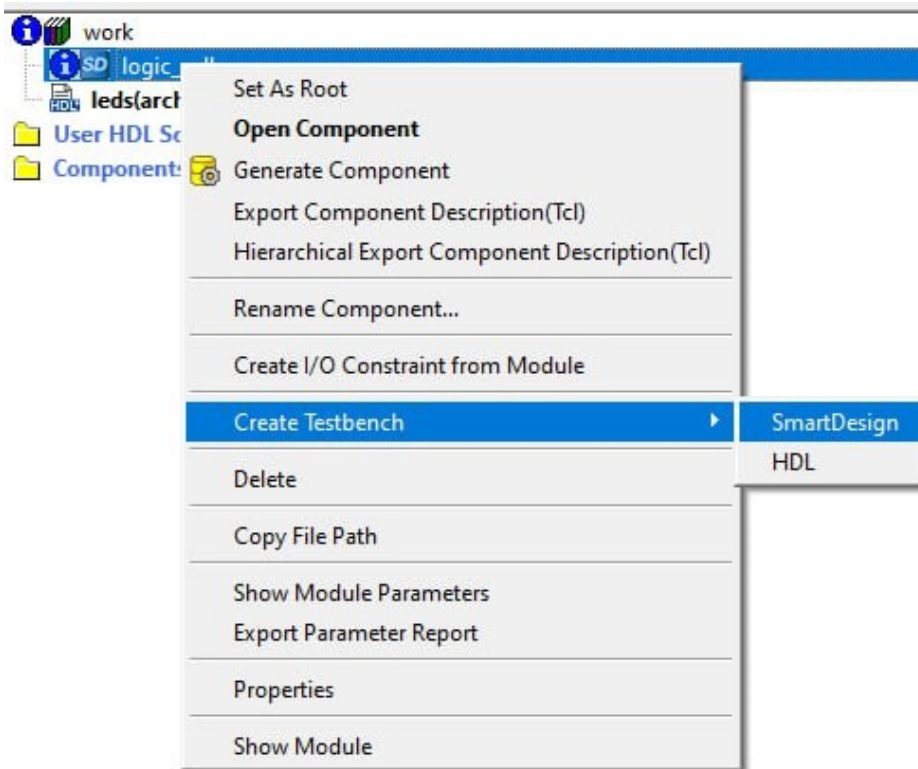 work
SD logic_
HDL leds(arch
User HDL So
Components
Set As Root
Open Component
Generate Component
Export Component Description(Tcl)
Hierarchical Export Component Description(Tcl)
Rename Component...
Create I/O Constraint from Module
Create Testbench
SmartDesign
HDL
Delete
Copy File Path
Show Module Parameters
Export Parameter Report
Properties
Show Module